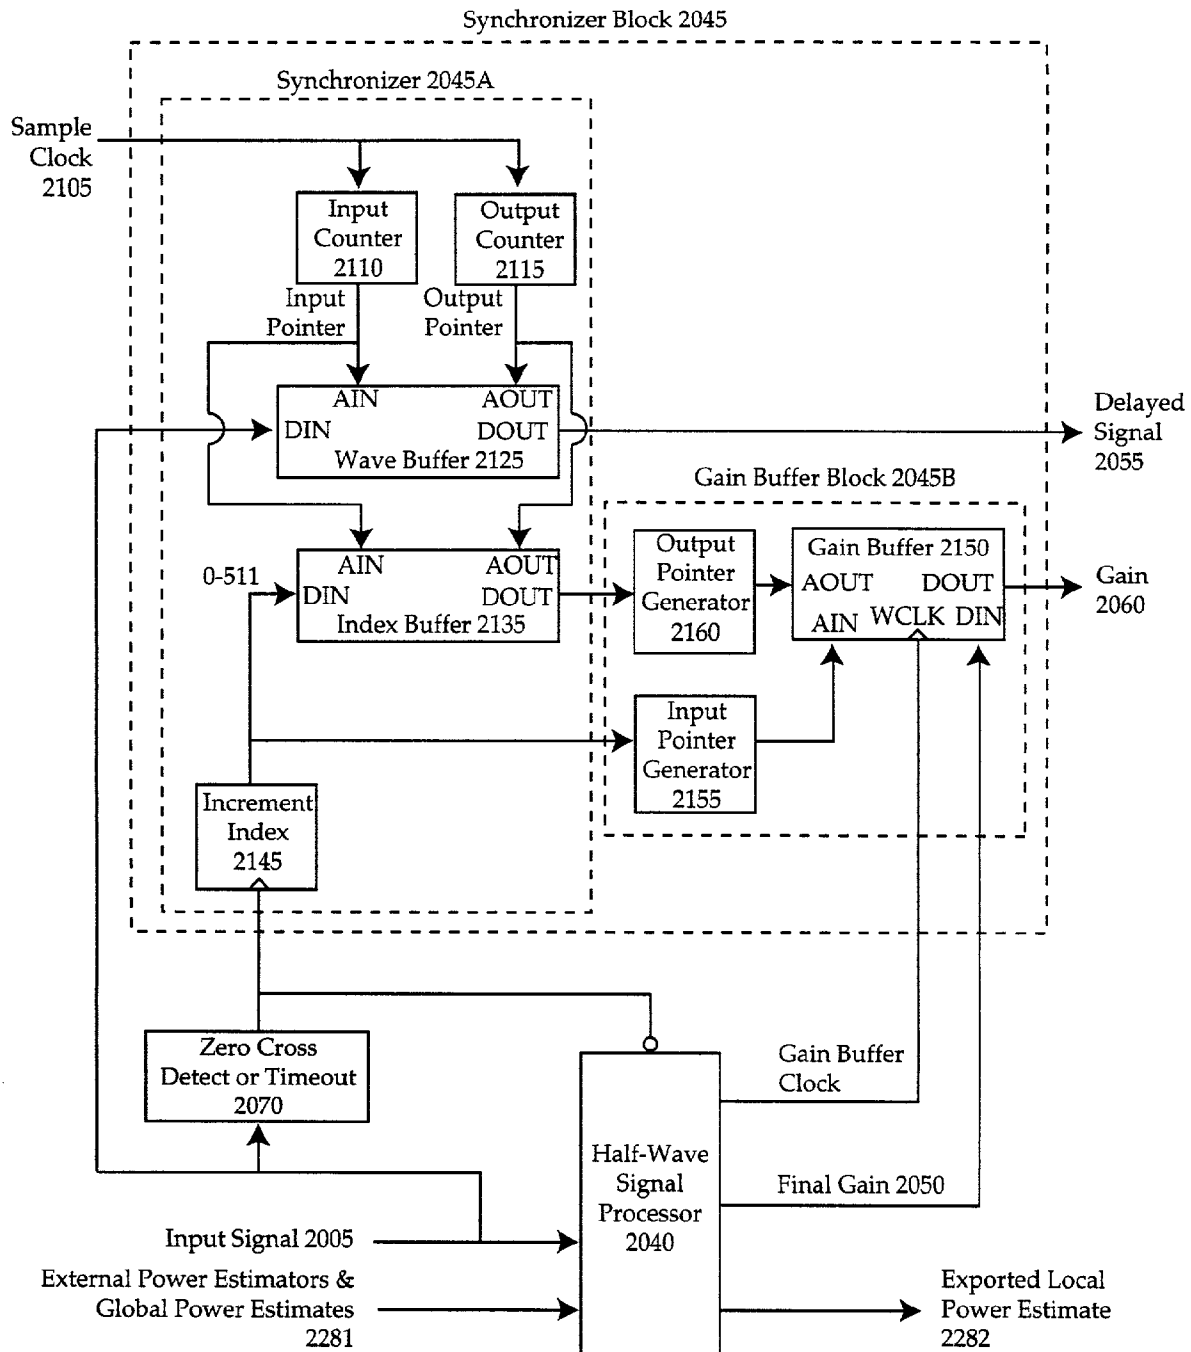 Synchronizer Block 2045
Synchronizer 2045A
Sample
Clock
2105
Input
Counter
2110
Output
Counter
2115
Input
Pointer
Output
Pointer
AIN
AOUT
DIN
DOUT
Wave Buffer 2125
Delayed
Signal
2055
Gain Buffer Block 2045B
0-511
AIN
AOUT
DIN
DOUT
Index Buffer 2135
Output
Pointer
Generator
2160
Gain Buffer 2150
AOUT
DOUT
AIN
WCLK
DIN
Gain
2060
Input
Pointer
Generator
2155
Increment
Index
2145
Zero Cross
Detect or Timeout
2070
Gain Buffer
Clock
Half-Wave
Signal
Processor
2040
Final Gain 2050
Input Signal 2005
External Power Estimators &
Global Power Estimates
2281
Exported Local
Power Estimate
2282